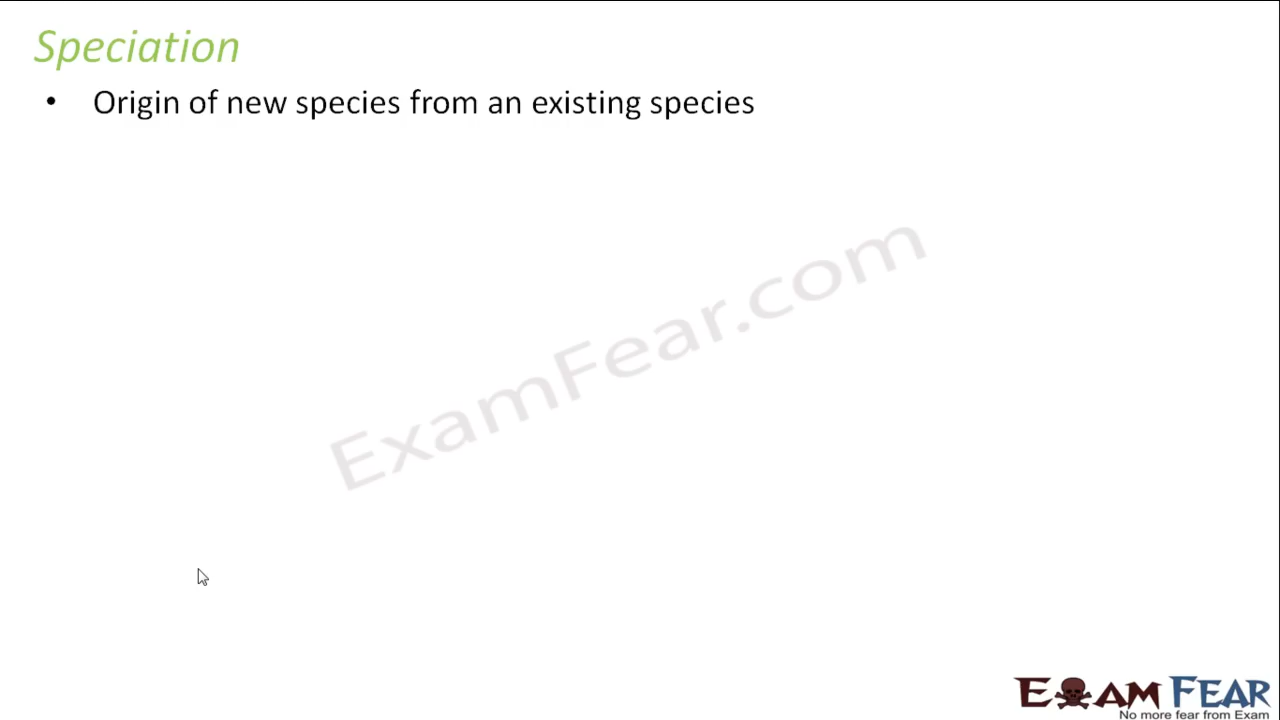 Speciation
• Origin of new species from an existing species
ExamFear.com
EXAM FEAR
No more fear from Exam